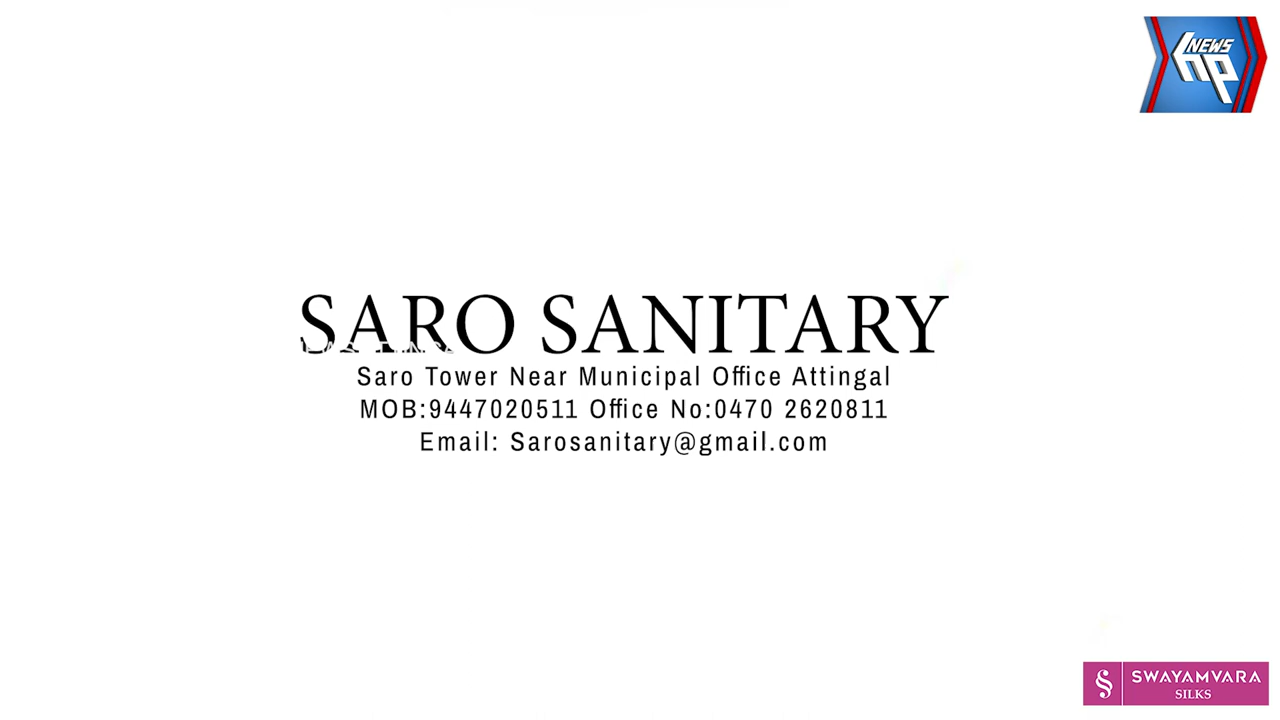 NEWS
np
SARO SANITARY
Saro Tower Near Municipal Office Attingal
MOB:9447020511 Office No:0470 2620811
Email: Sarosanitary@gmail.com
SWAYAMVARA
SILKS